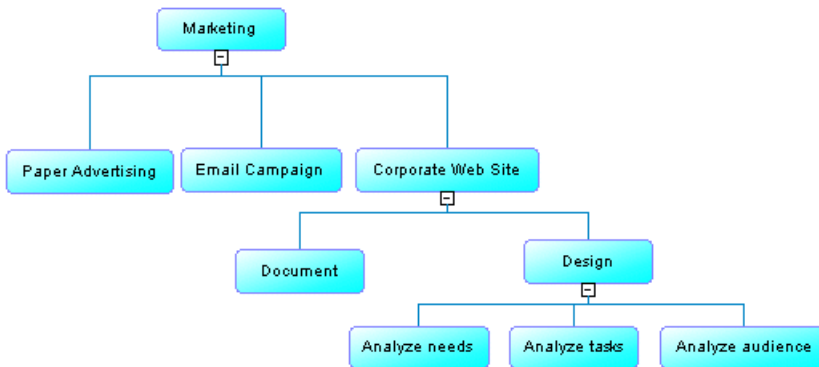 Marketing
Paper Advertising
Email Campaign
Corporate Web Site
Document
Design
Analyze needs
Analyze tasks
Analyze audience